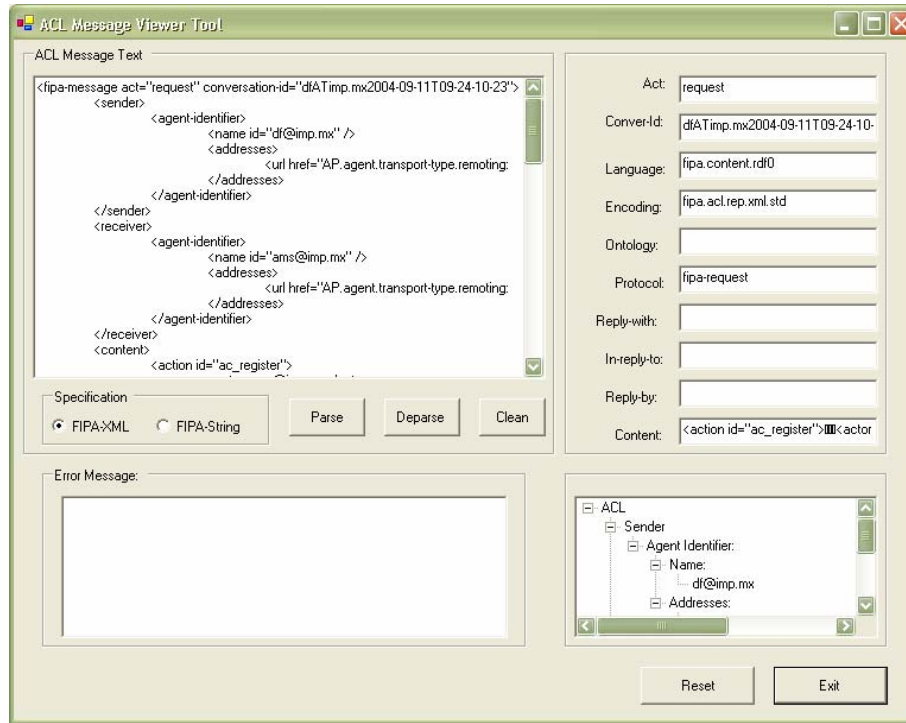 ACL Message Viewer Tool
ACL Message Text
<fipa-message act="request" conversation-id="dfATimp.mx2004-09-11T09-24-10-23">
<sender>
<agent-identifier>
<name id="df@imp.mx" />
<addresses>
<url href="AP.agent.transport-type.remoting:
</addresses>
</agent-identifier>
</sender>
<receiver>
<agent-identifier>
<name id="ams@imp.mx" />
<addresses>
<url href="AP.agent.transport-type.remoting:
</addresses>
</agent-identifier>
</receiver>
<content>
<action id="ac_register">
Specification
FIPA-XML FIPA-String
Parse Deparse Clean
Act: request
Conver-Id: dfATimp.mx2004-09-11T09-24-10-
Language: fipa.content.rdf0
Encoding: fipa.acl.rep.xml.std
Ontology:
Protocol: fipa-request
Reply-with:
In-reply-to:
Reply-by:
Content: <action id="ac_register"><actor
Error Message:
ACL
Sender
Agent Identifier:
Name:
df@imp.mx
Addresses:
Reset Exit